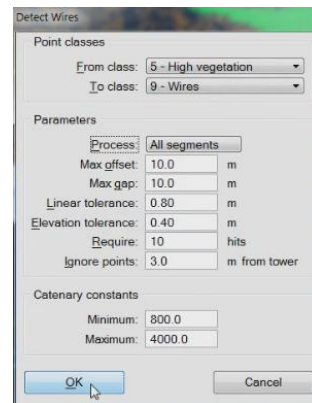 Detect Wires
Point classes
From class: 5 - High vegetation
To class: 9 - Wires
Parameters
Process: All segments
Max offset: 10.0 m
Max gap: 10.0 m
Linear tolerance: 0.80 m
Elevation tolerance: 0.40 m
Require: 10 hits
Ignore points: 3.0 m from tower
Catenary constants
Minimum: 800.0
Maximum: 4000.0
OK Cancel